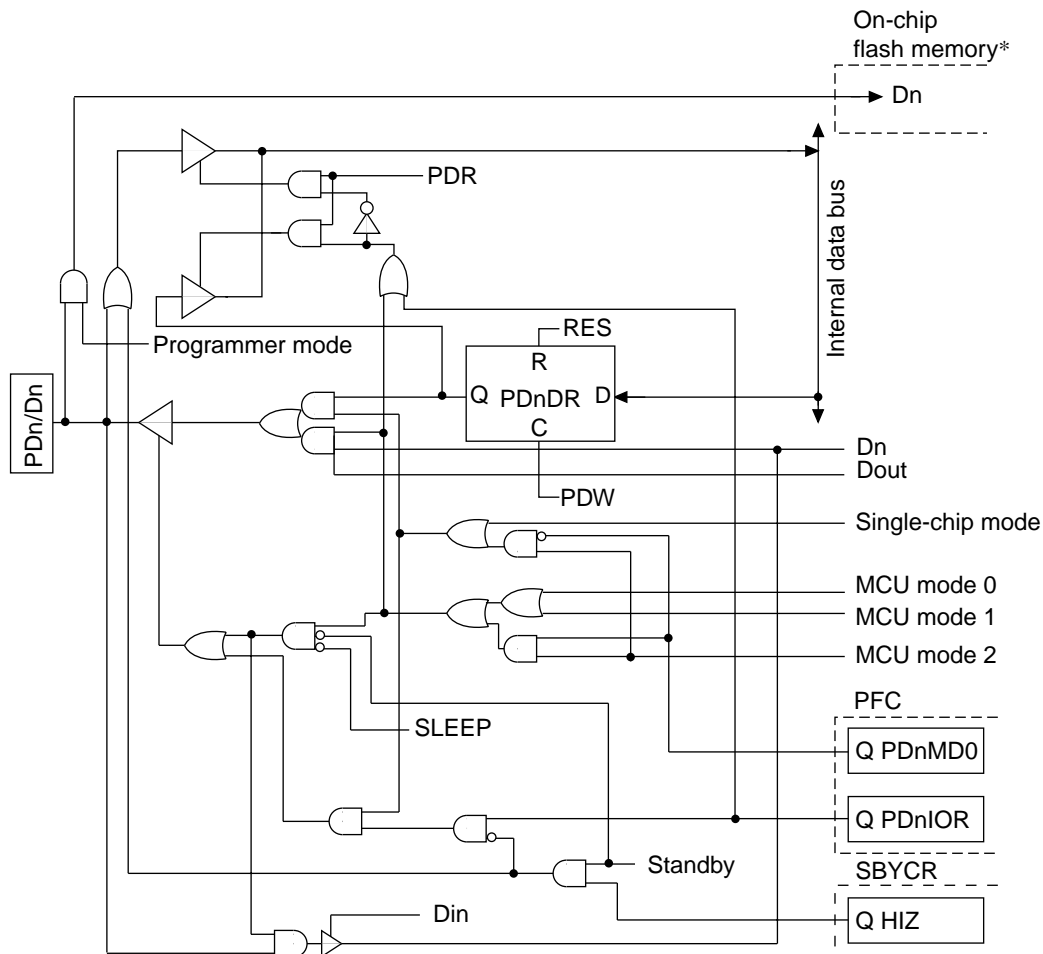 On-chip
flash memory*
Dn
PDR
Internal data bus
RES
Programmer mode
R
Q PDnDR D
C
PDn/Dn
Dn
Dout
PDW
Single-chip mode
MCU mode 0
MCU mode 1
MCU mode 2
PFC
SLEEP
Q PDnMD0
Q PDnIOR
Standby
SBYCR
Din
Q HIZ